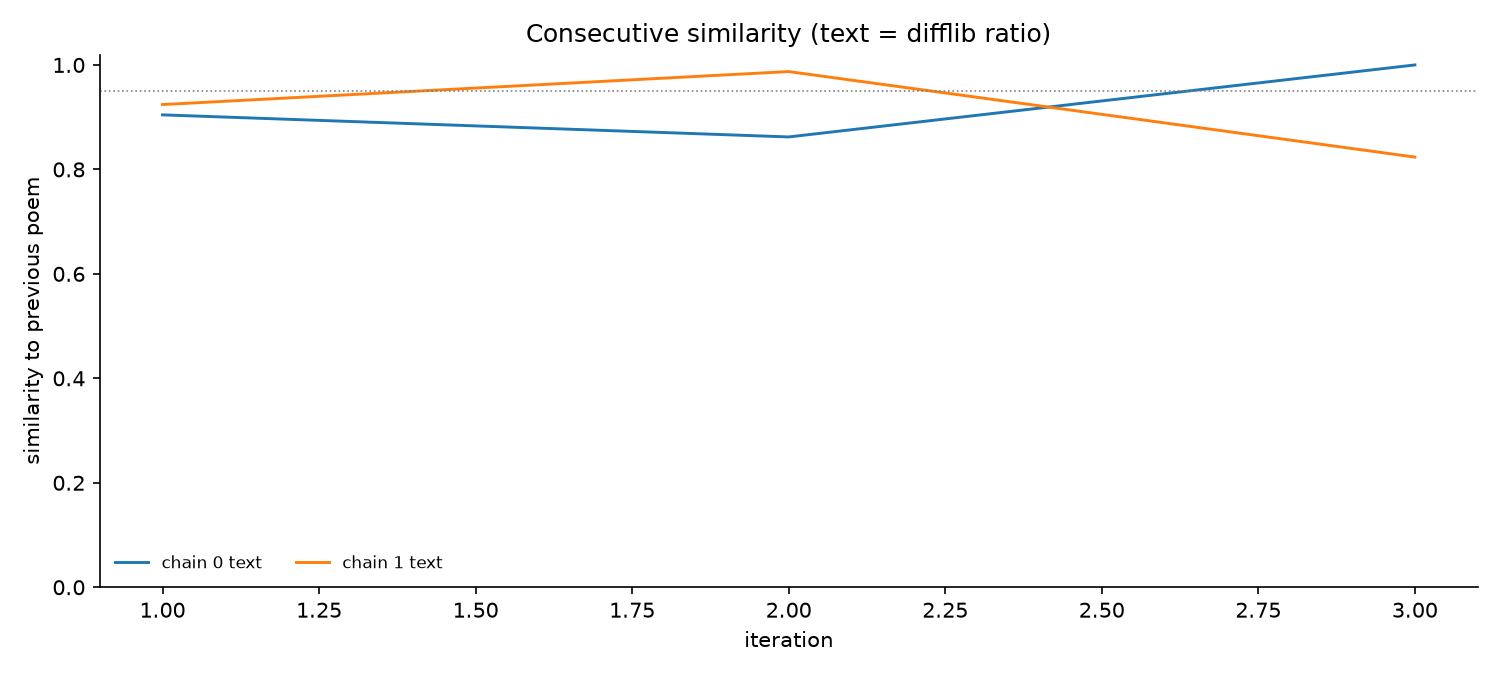 Consecutive similarity (text = difflib ratio)
similarity to previous poem
1.0
0.8
0.6
0.4
0.2
0.0
chain 0 text
chain 1 text
1.00 1.25 1.50 1.75 2.00 2.25 2.50 2.75 3.00
iteration